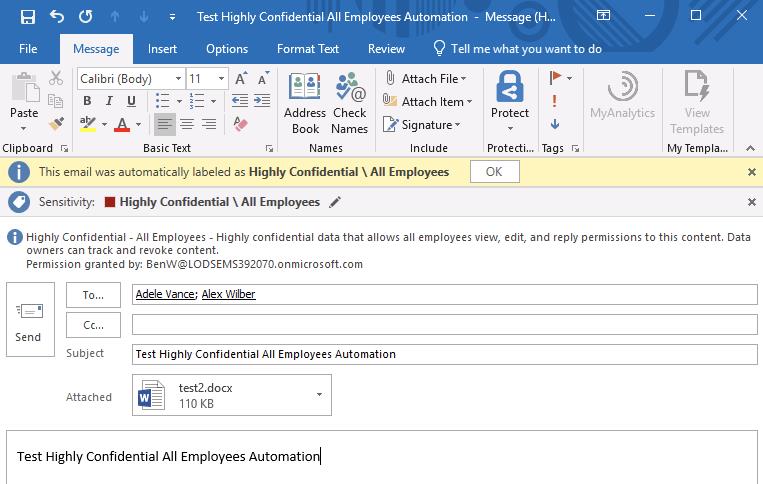 Test Highly Confidential All Employees Automation - Message (H...
File Message Insert Options Format Text Review Tell me what you want to do
Paste
Clipboard
Calibri (Body) 11 A A
B I U
ab A
Basic Text
Address Book
Check Names
Names
Attach File
Attach Item
Signature
Include
Protect
Protecti...
Tags
MyAnalytics
View Templates
My Templa...
This email was automatically labeled as Highly Confidential \ All Employees OK
Sensitivity: Highly Confidential \ All Employees
Highly Confidential - All Employees - Highly confidential data that allows all employees view, edit, and reply permissions to this content. Data
owners can track and revoke content.
Permission granted by: BenW@LODSEMS392070.onmicrosoft.com
Send
To... Adele Vance; Alex Wilber
Cc...
Subject Test Highly Confidential All Employees Automation
Attached test2.docx
110 KB
Test Highly Confidential All Employees Automation